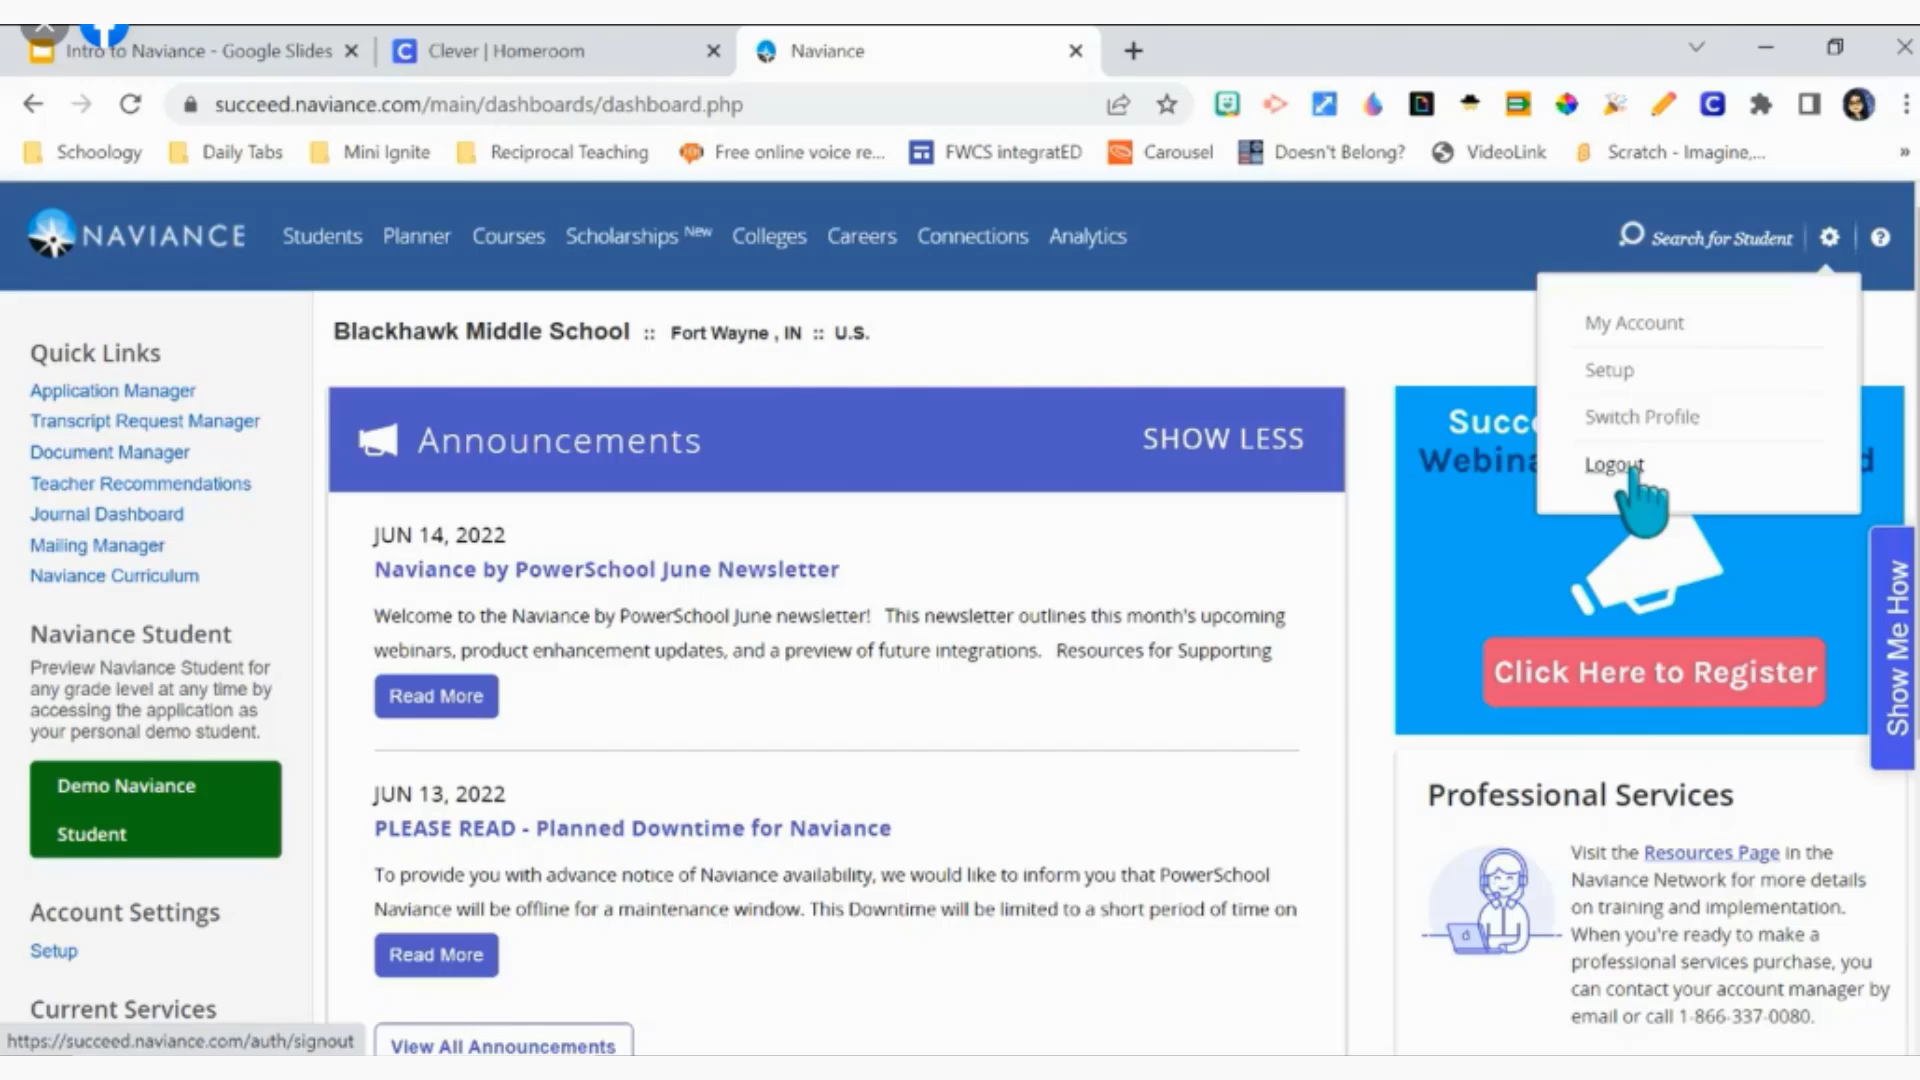 Intro to Naviance - Google Slides
Clever | Homeroom
Naviance
succeed.naviance.com/main/dashboards/dashboard.php
Schoology
Daily Tabs
Mini Ignite
Reciprocal Teaching
Free online voice re...
FWCS integratED
Carousel
Doesn't Belong?
VideoLink
Scratch - Imagine,...
»
NAVIANCE
Students
Planner
Courses
Scholarships New
Colleges
Careers
Connections
Analytics
Search for Student
My Account
Setup
Switch Profile
Logout
Quick Links
Application Manager
Transcript Request Manager
Document Manager
Teacher Recommendations
Journal Dashboard
Mailing Manager
Naviance Curriculum
Naviance Student
Preview Naviance Student for
any grade level at any time by
accessing the application as
your personal demo student.
Demo Naviance
Student
Account Settings
Setup
Current Services
https://succeed.naviance.com/auth/signout
Blackhawk Middle School :: Fort Wayne , IN :: U.S.
Announcements
SHOW LESS
JUN 14, 2022
Naviance by PowerSchool June Newsletter
Welcome to the Naviance by PowerSchool June newsletter! This newsletter outlines this month's upcoming
webinars, product enhancement updates, and a preview of future integrations. Resources for Supporting
Read More
JUN 13, 2022
PLEASE READ - Planned Downtime for Naviance
To provide you with advance notice of Naviance availability, we would like to inform you that PowerSchool
Naviance will be offline for a maintenance window. This Downtime will be limited to a short period of time on
Read More
View All Announcements
Click Here to Register
Show Me How
Professional Services
Visit the Resources Page in the
Naviance Network for more details
on training and implementation.
When you're ready to make a
professional services purchase, you
can contact your account manager by
email or call 1-866-337-0080.